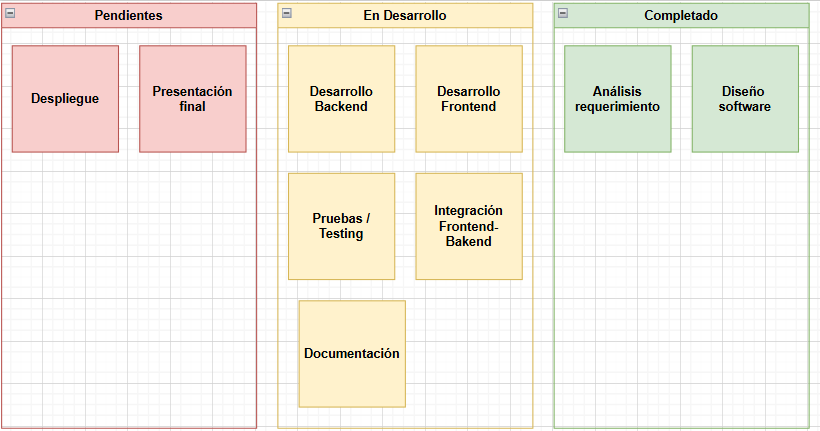 Pendientes
Despliegue
Presentación
final
En Desarrollo
Desarrollo
Backend
Desarrollo
Frontend
Pruebas /
Testing
Integración
Frontend-
Bakend
Documentación
Completado
Análisis
requerimiento
Diseño
software